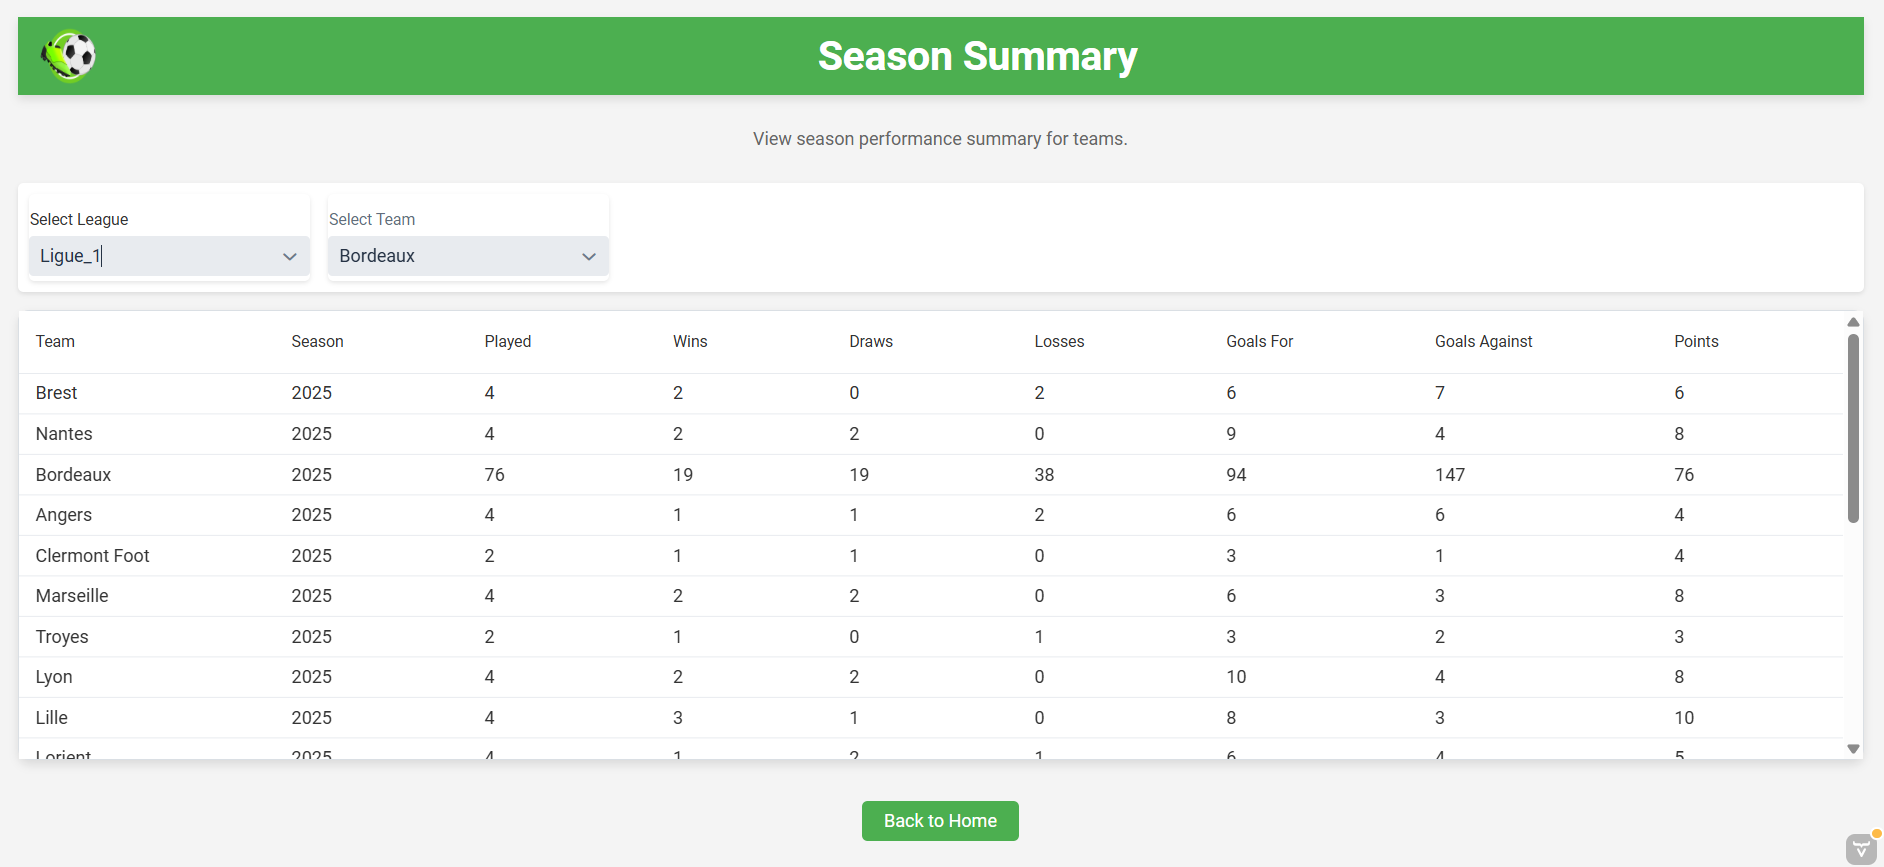 Season Summary
View season performance summary for teams.
Select League
Select Team
Ligue_1
Bordeaux
Team Season Played Wins Draws Losses Goals For Goals Against Points
Brest 2025 4 2 0 2 6 7 6
Nantes 2025 4 2 2 0 9 4 8
Bordeaux 2025 76 19 19 38 94 147 76
Angers 2025 4 1 1 2 6 6 4
Clermont Foot 2025 2 1 1 0 3 1 4
Marseille 2025 4 2 2 0 6 3 8
Troyes 2025 2 1 0 1 3 2 3
Lyon 2025 4 2 2 0 10 4 8
Lille 2025 4 3 1 0 8 3 10
Lorient 2025 4 1 2 1 6 4 5
Back to Home